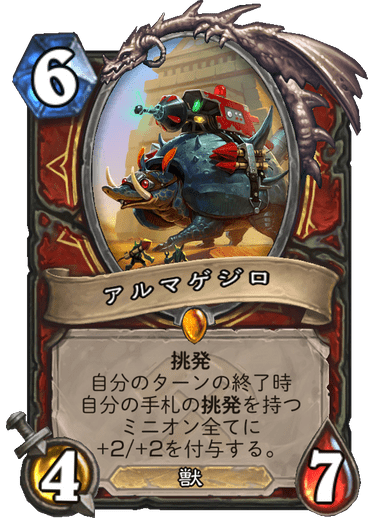 6
アルマゲジロ
挑発
自分のターンの終了時
自分の手札の挑発を持つ
ミニオン全てに
+2/+2を付与する。
獣
4
7